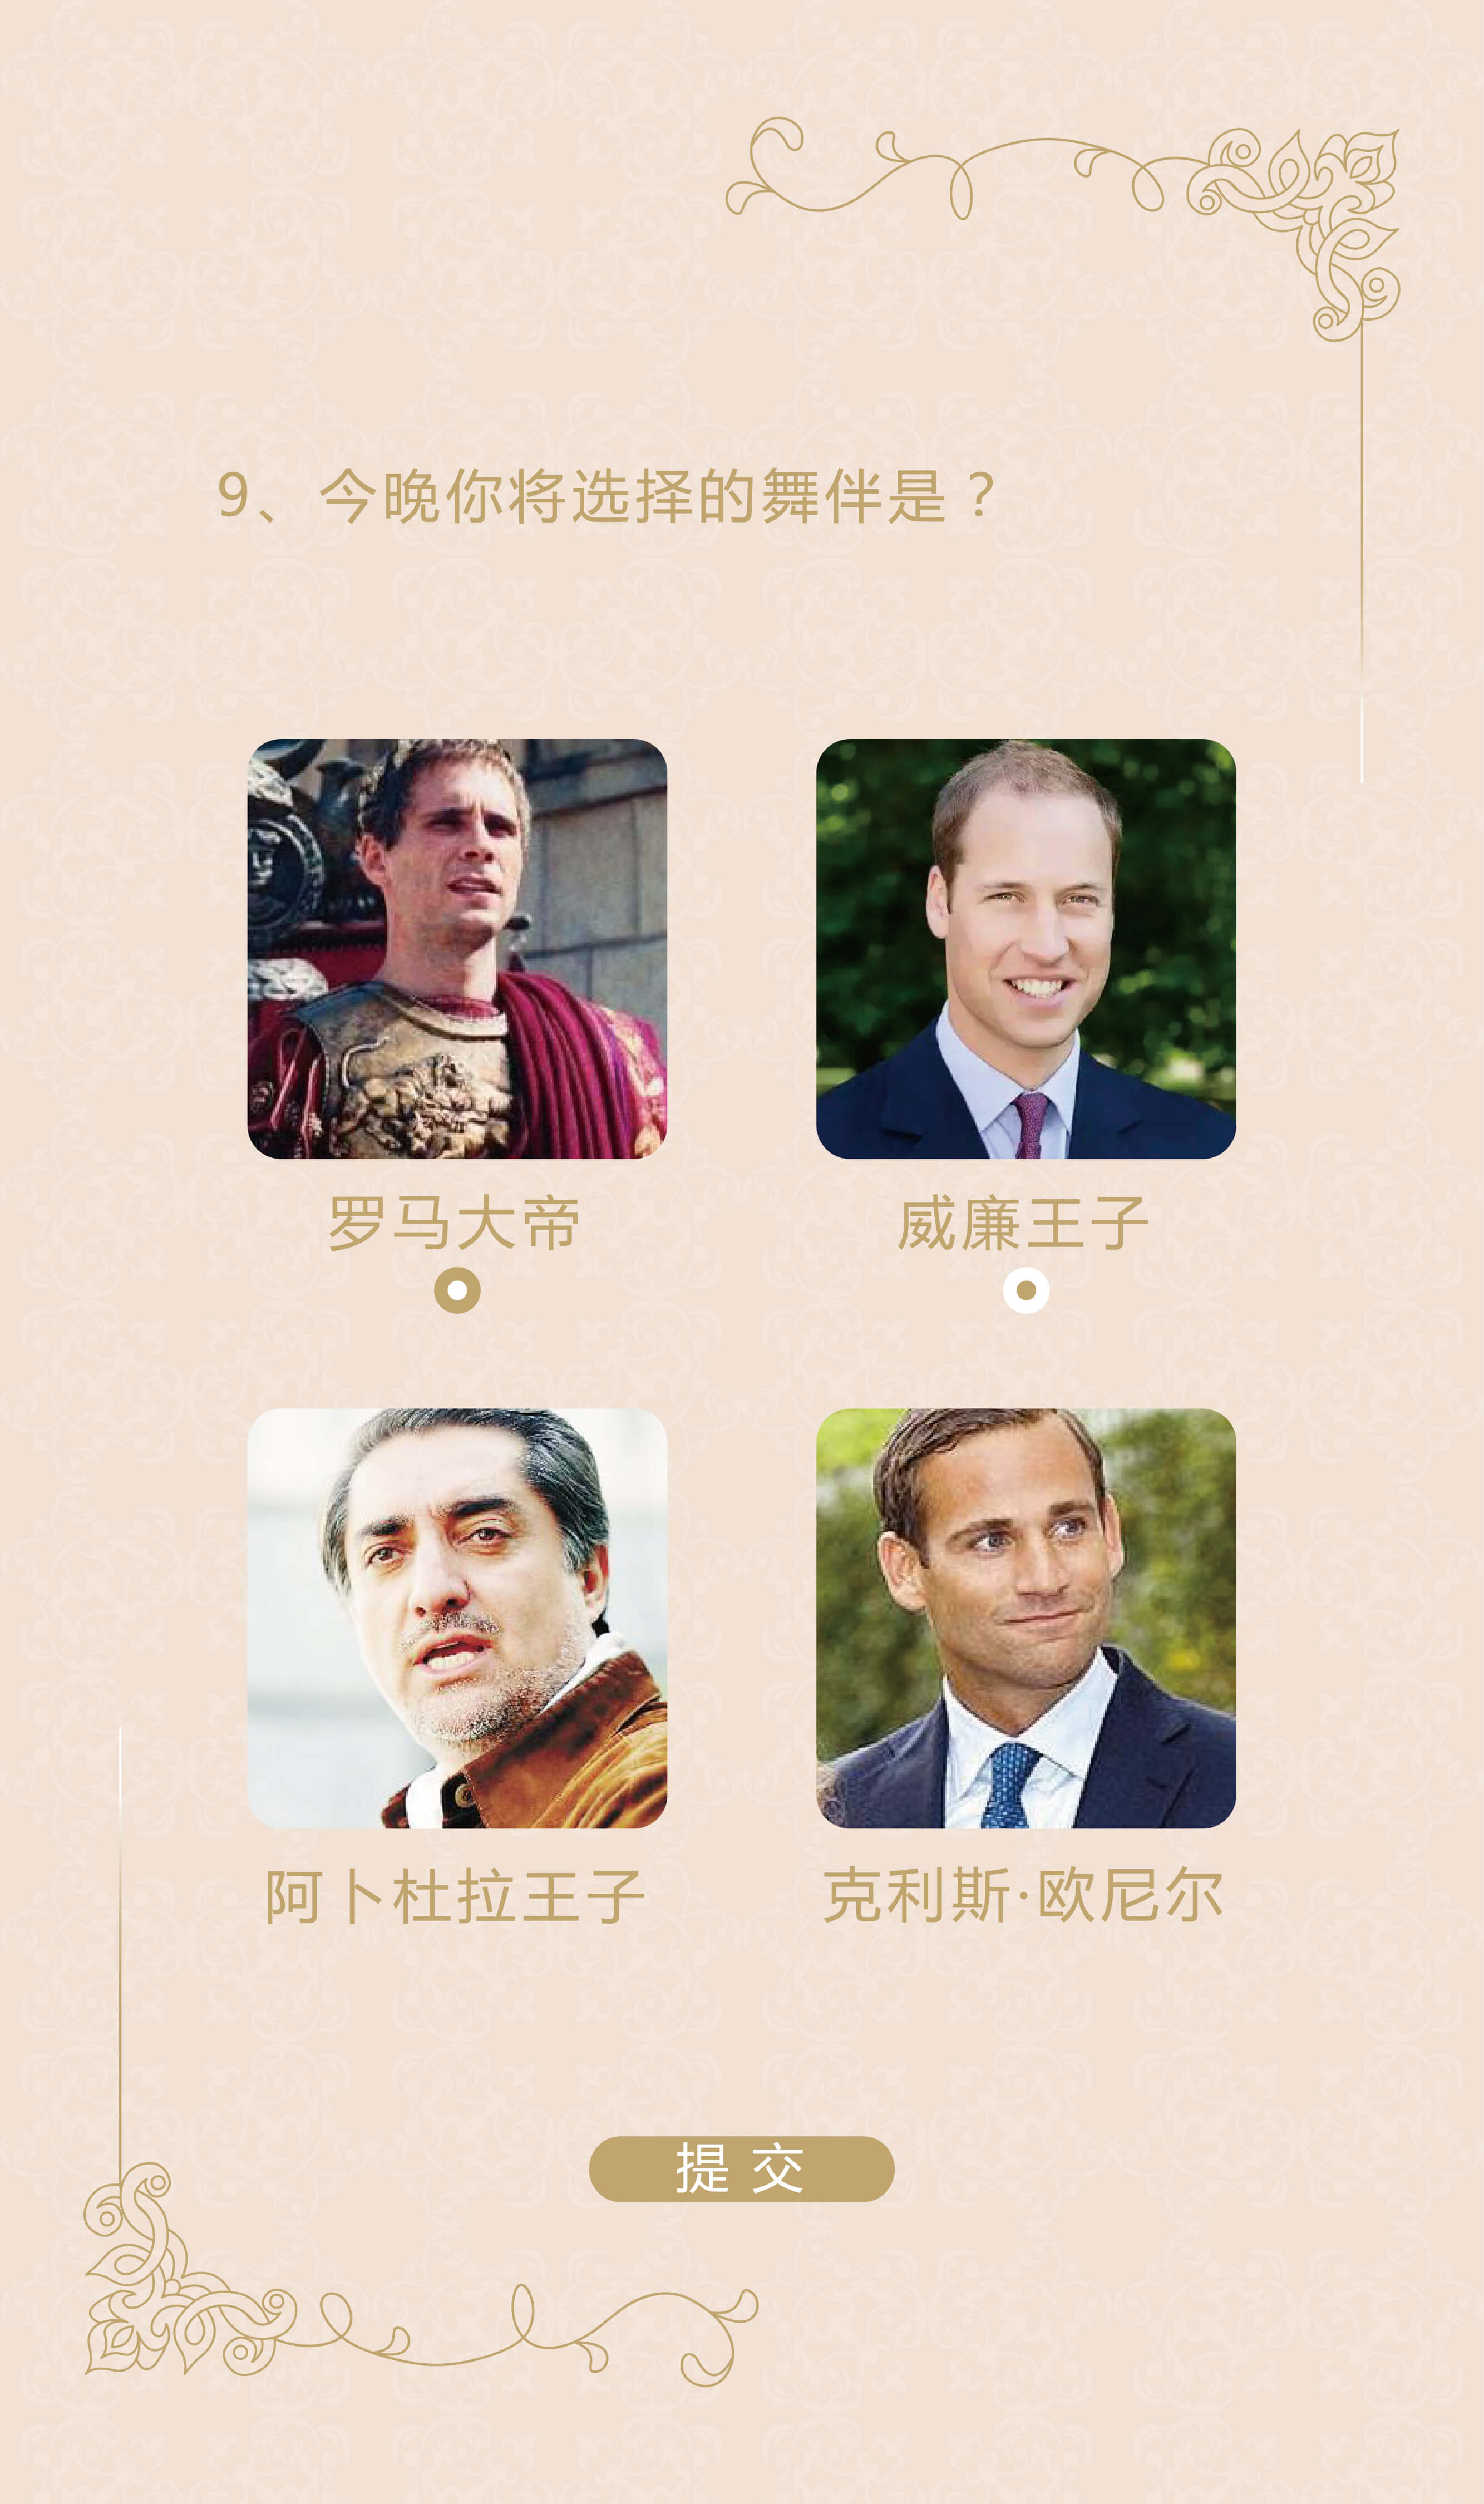 9、今晚你将选择的舞伴是？
罗马大帝
威廉王子
阿卜杜拉王子
克利斯·欧尼尔
提交